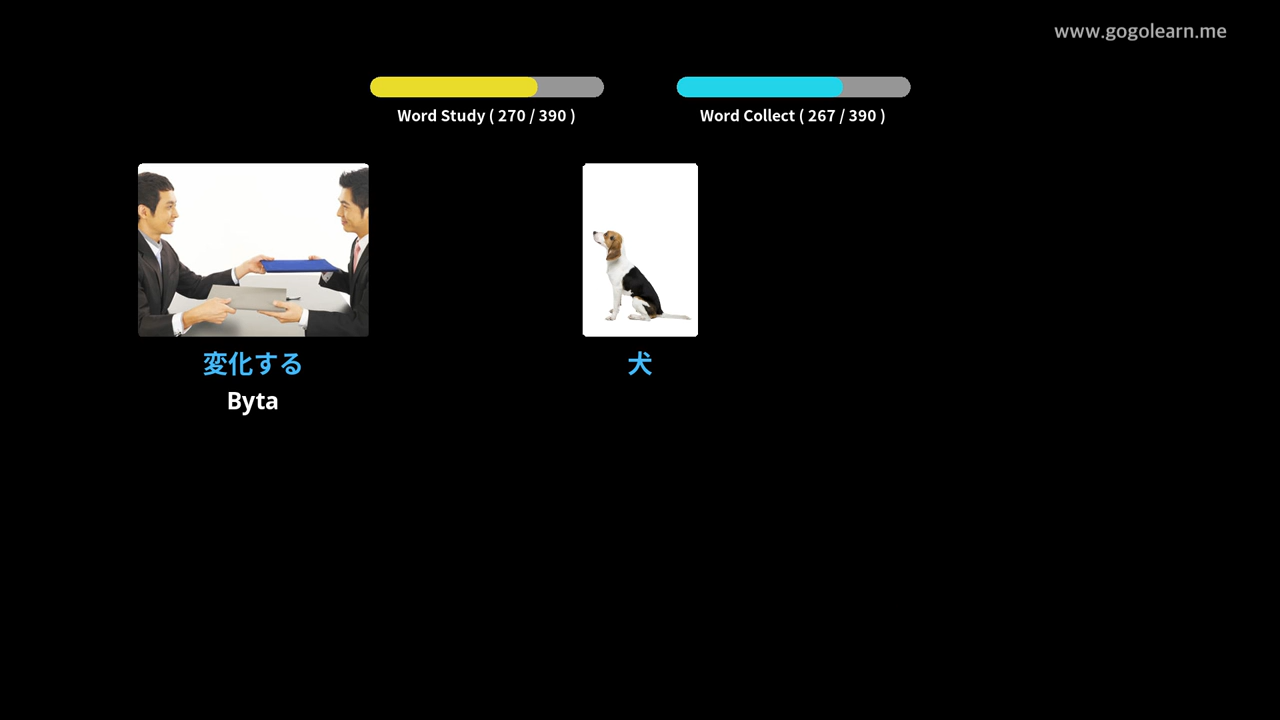 www.gogolearn.me
Word Study ( 270 / 390 )
Word Collect ( 267 / 390 )
変化する
Byta
犬